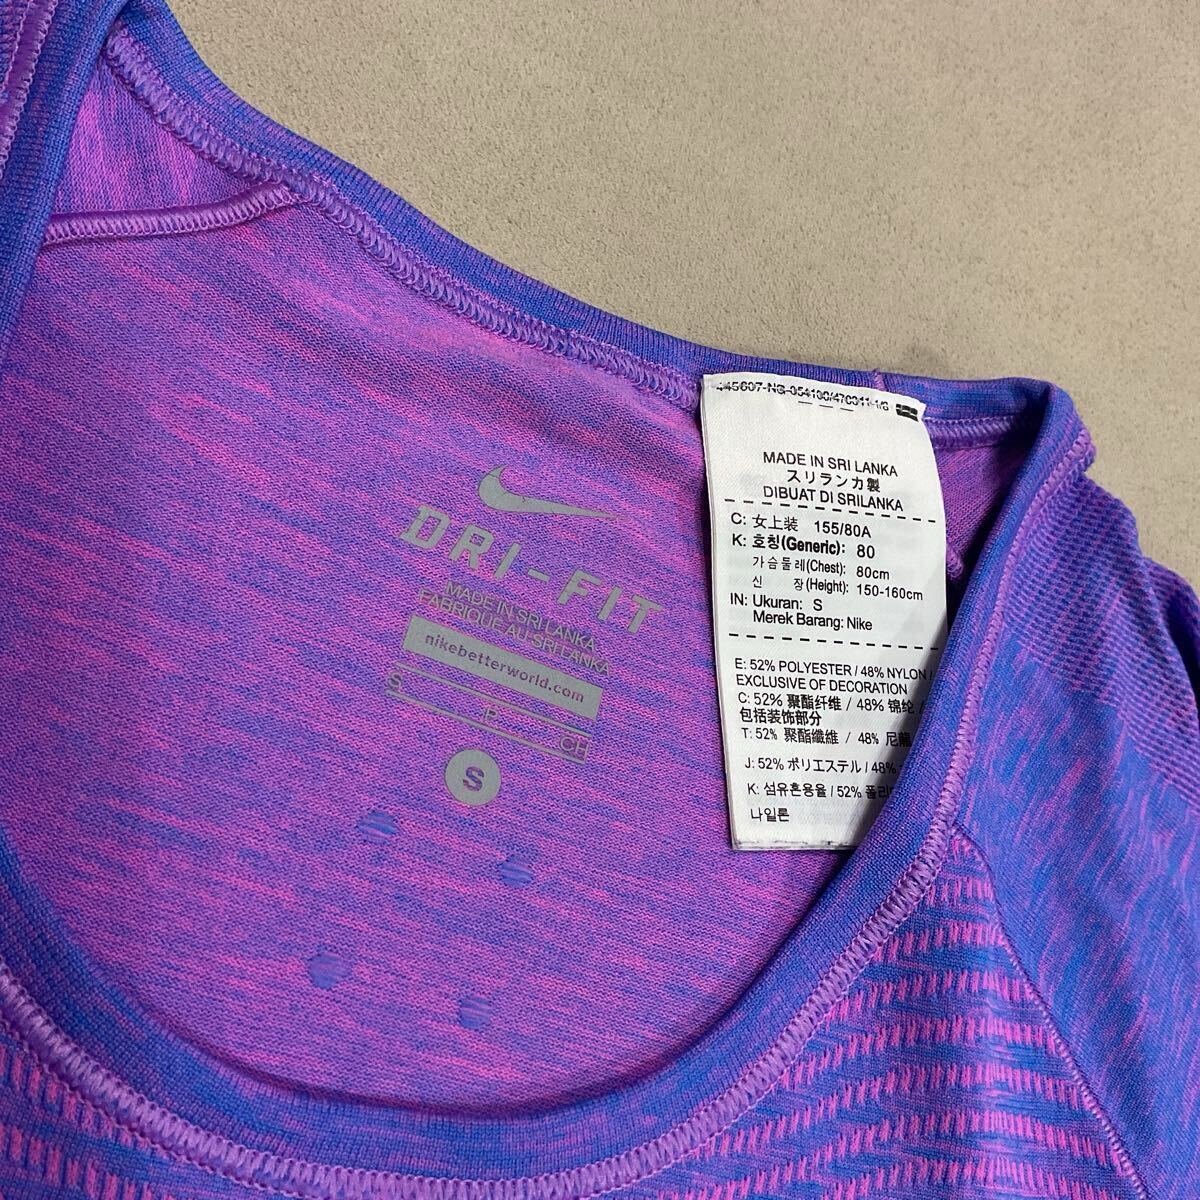 DRI-FIT
MADE IN SRI LANKA
FABRIQUE AU SRI LANKA
nikebetterworld.com
S P CH
S
MADE IN SRI LANKA
スリランカ製
DIBUAT DI SRILANKA
C: 女上装 155/80A
K: 호칭(Generic): 80
가슴둘레(Chest): 80cm
신 장(Height): 150-160cm
IN: Ukuran: S
Merek Barang: Nike
E: 52% POLYESTER / 48% NYLON /
EXCLUSIVE OF DECORATION
C: 52% 聚酯纤维 / 48% 锦纶 /
包括装饰部分
T: 52% 聚酯纖維 / 48% 尼龍
J: 52% ポリエステル / 48%
K: 섬유혼용율 / 52%
나일론